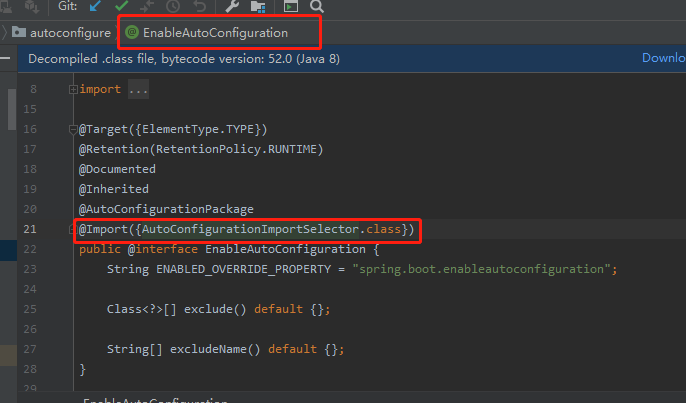 Git:
autoconfigure EnableAutoConfiguration
Decompiled .class file, bytecode version: 52.0 (Java 8) Downlo
8 import ...
15
16 @Target({ElementType.TYPE})
17 @Retention(RetentionPolicy.RUNTIME)
18 @Documented
19 @Inherited
20 @AutoConfigurationPackage
21 @Import({AutoConfigurationImportSelector.class})
22 public @interface EnableAutoConfiguration {
23 String ENABLED_OVERRIDE_PROPERTY = "spring.boot.enableautoconfiguration";
24
25 Class<?>[] exclude() default {};
26
27 String[] excludeName() default {};
28 }
29
EnableAutoConfiguration